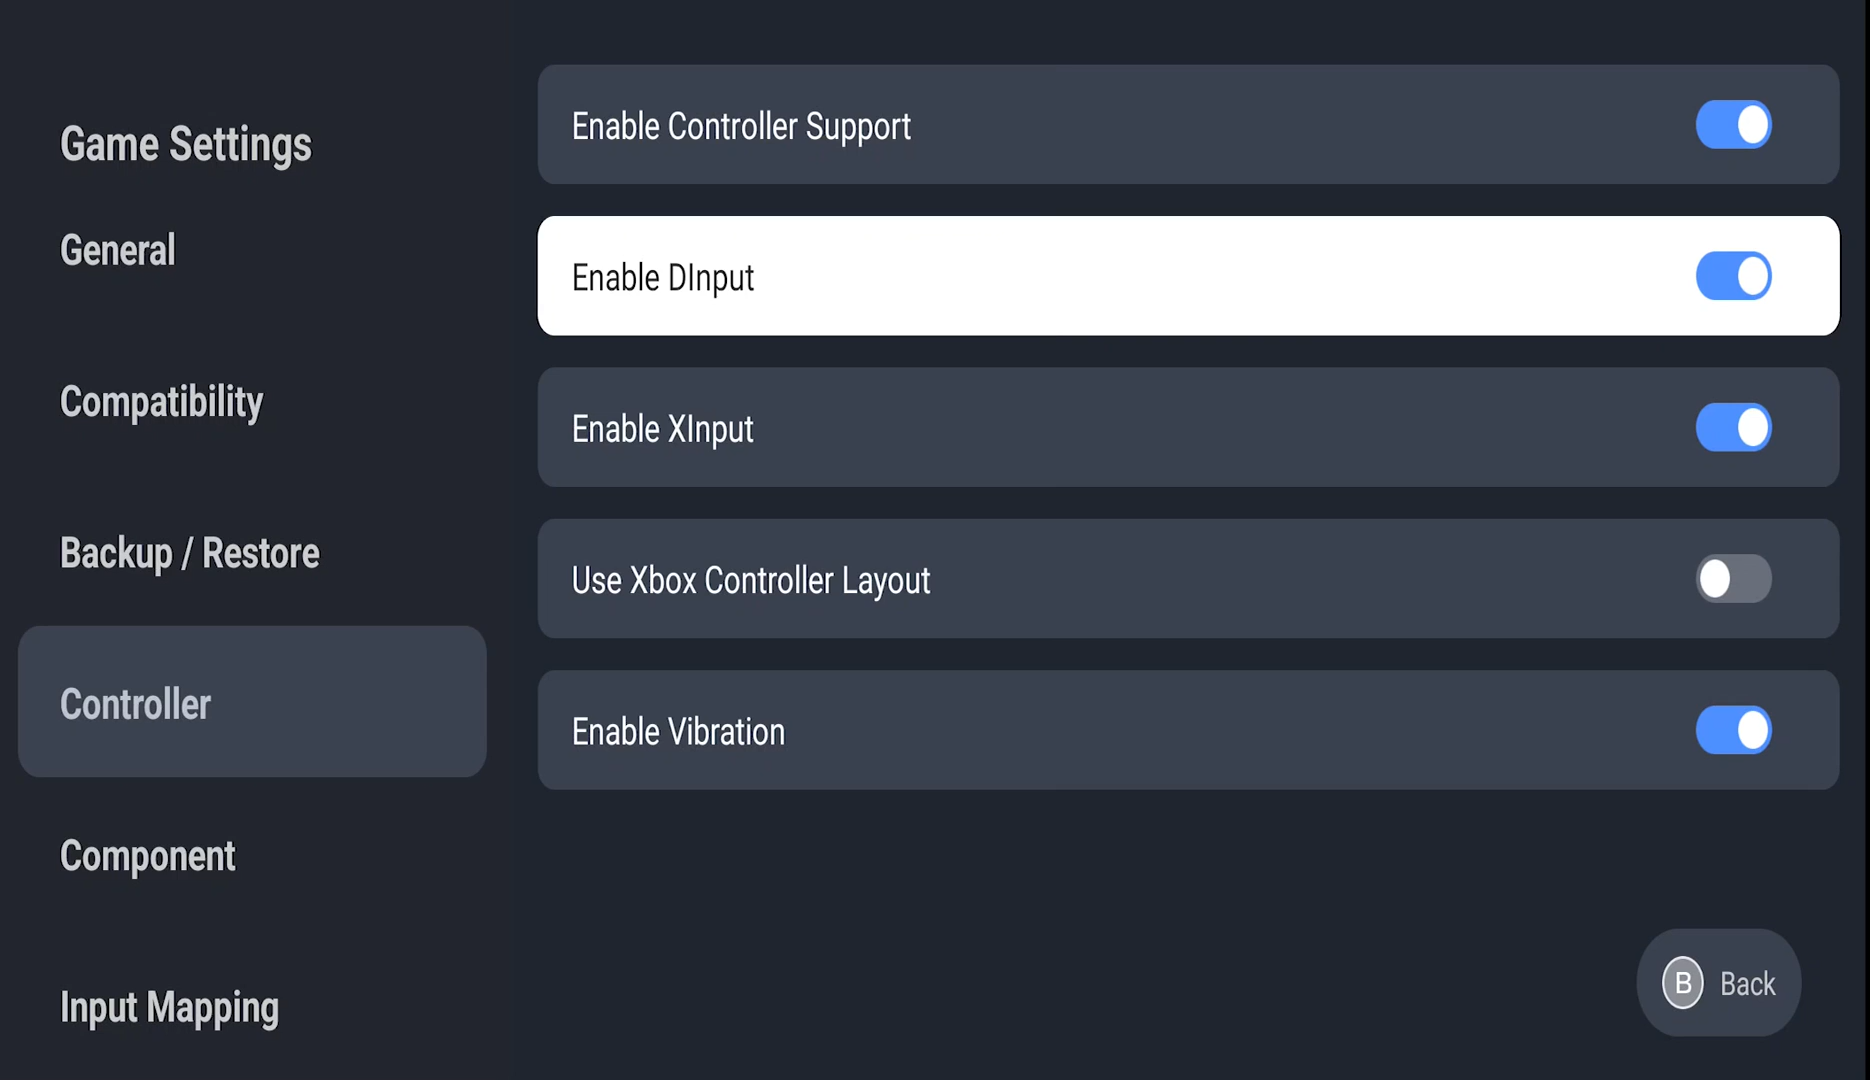 Game Settings
General
Compatibility
Backup / Restore
Controller
Component
Input Mapping
Enable Controller Support
Enable DInput
Enable XInput
Use Xbox Controller Layout
Enable Vibration
B Back